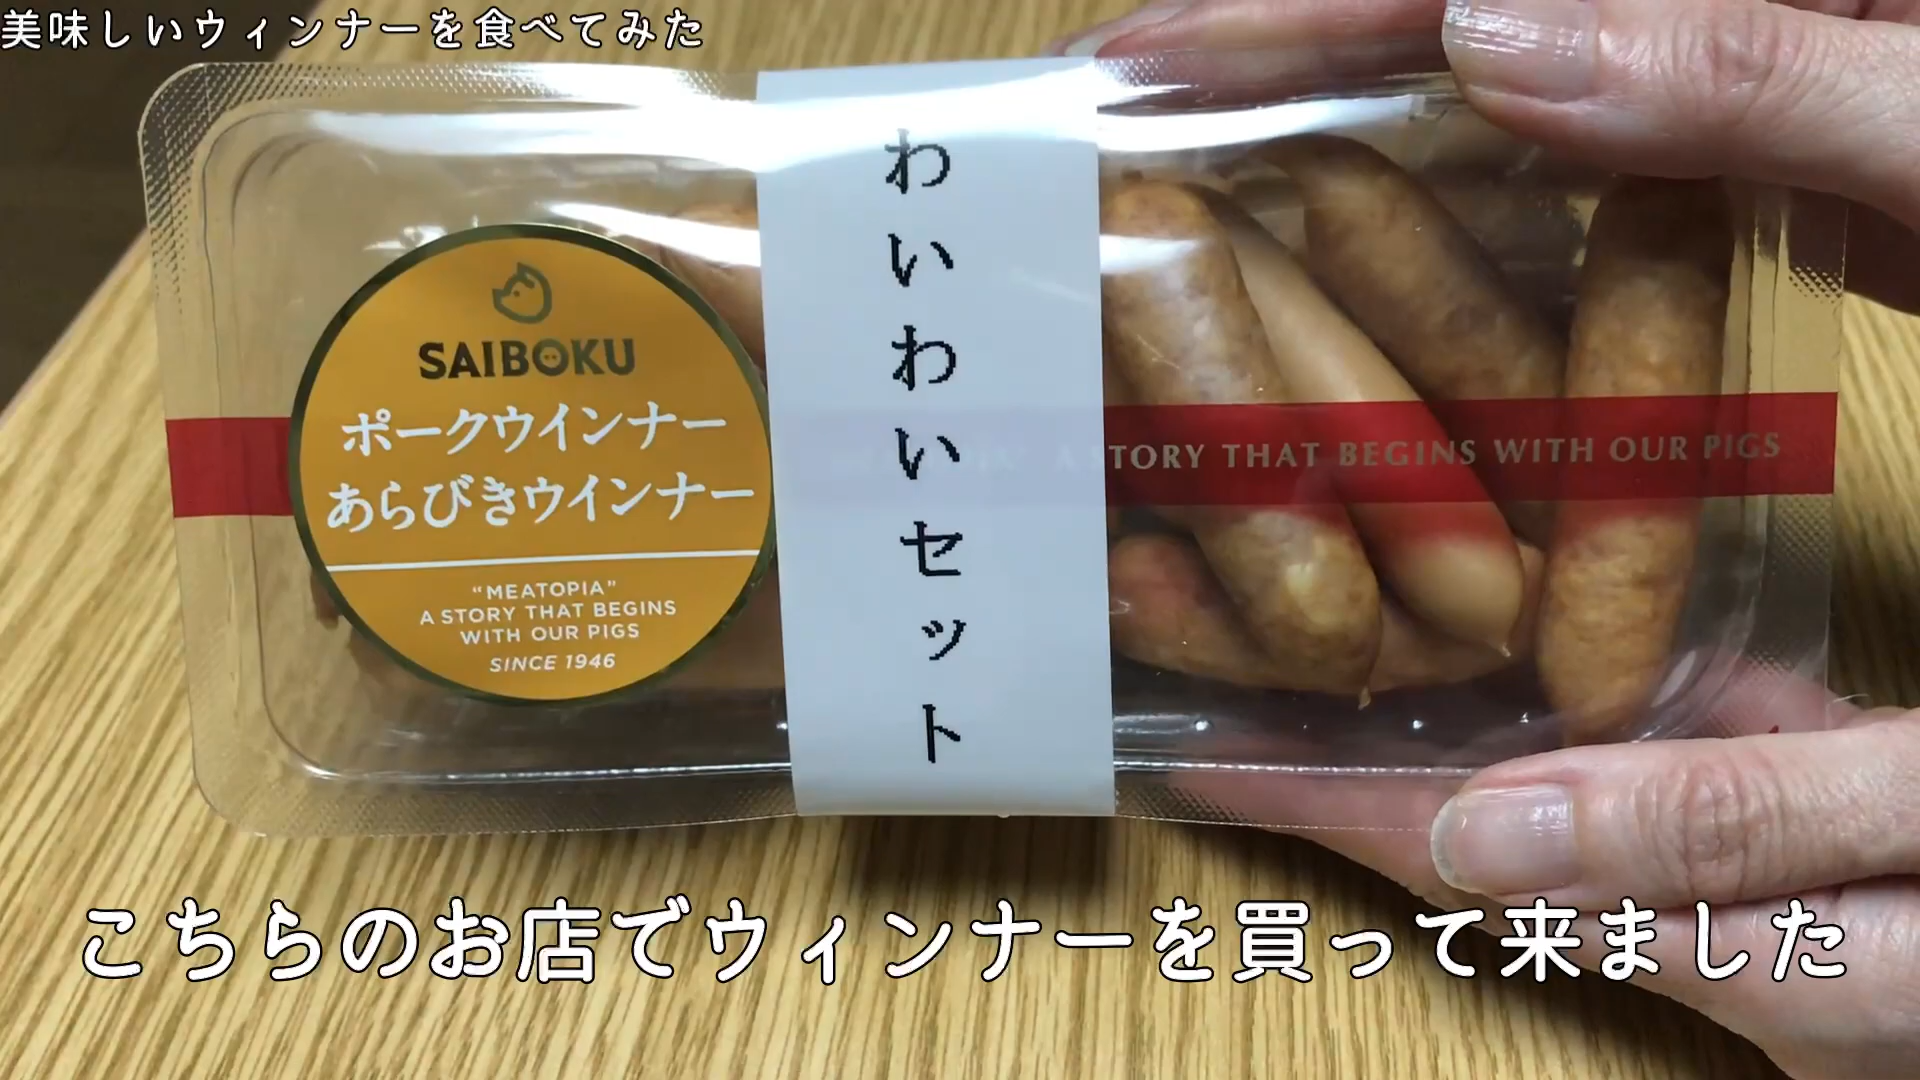 美味しいウィンナーを食べてみた
SAIBOKU
ポークウインナー
あらびきウインナー
“MEATOPIA”
A STORY THAT BEGINS
WITH OUR PIGS
SINCE 1946
わいわいセット
A STORY THAT BEGINS WITH OUR PIGS
こちらのお店でウィンナーを買って来ました